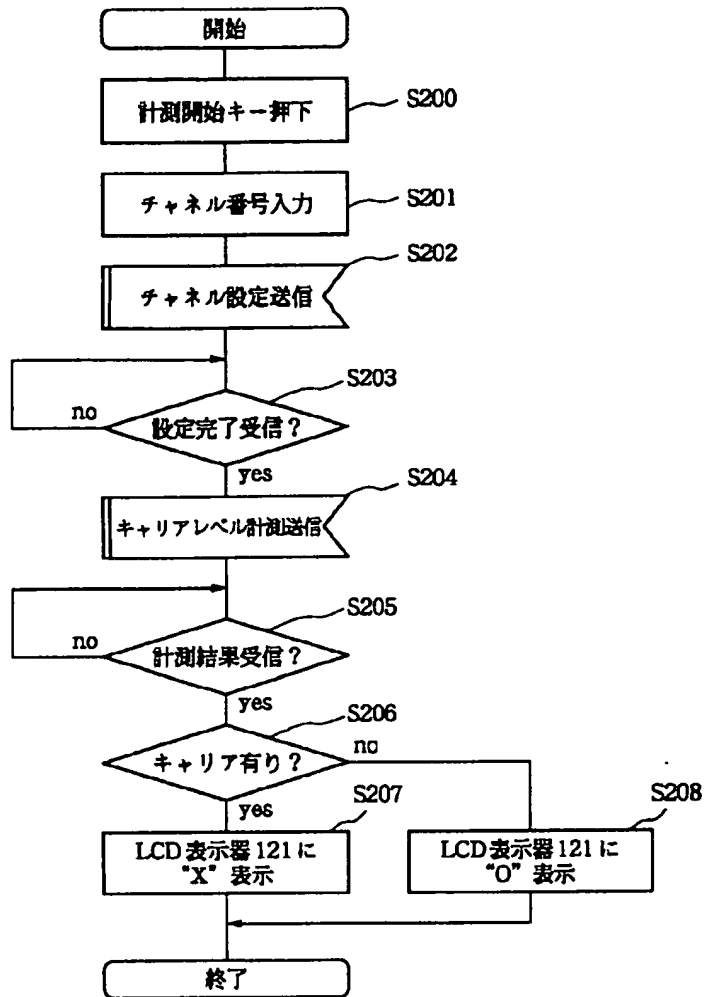 開始
計測開始キー押下
S200
チャネル番号入力
S201
チャネル設定送信
S202
設定完了受信？
S203
no
yes
キャリアレベル計測送信
S204
計測結果受信？
S205
no
yes
キャリア有り？
S206
no
yes
LCD表示器121に
“X”表示
S207
LCD表示器121に
“O”表示
S208
終了